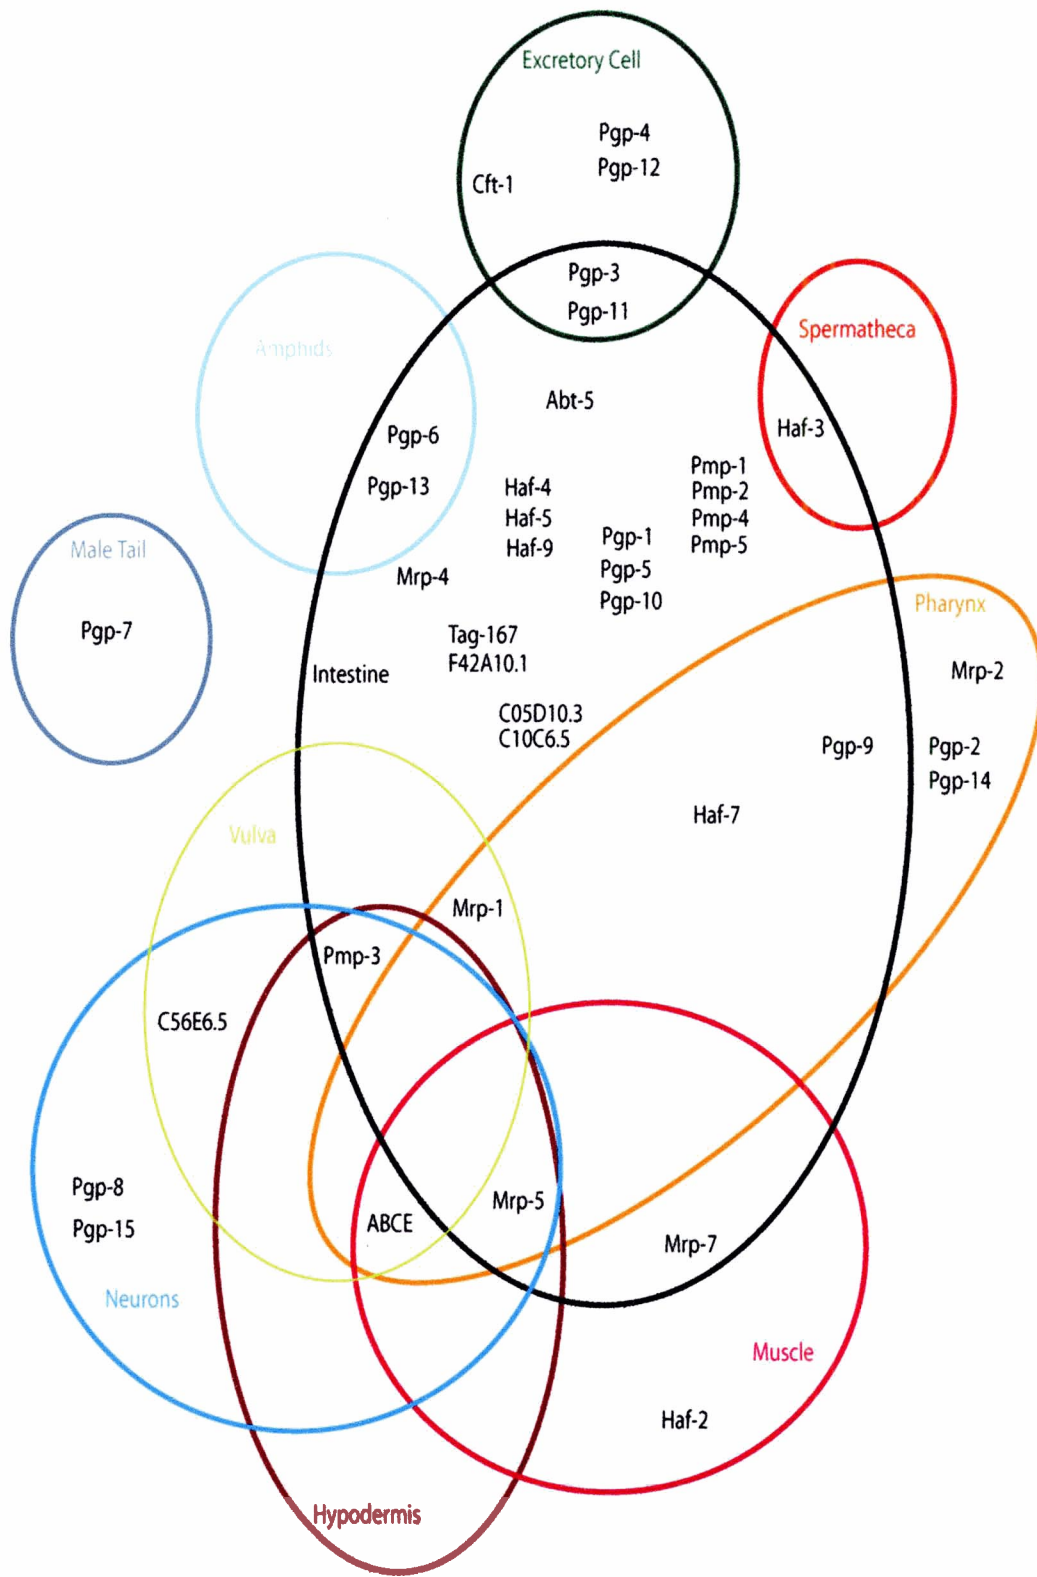 Excretory Cell
Pgp-4
Pgp-12
Cft-1
Pgp-3
Pgp-11
Amphids
Spermatheca
Abt-5
Haf-3
Pgp-6
Pgp-13
Haf-4
Haf-5
Haf-9
Pmp-1
Pmp-2
Pmp-4
Pmp-5
Pgp-1
Pgp-5
Pgp-10
Male Tail
Pgp-7
Mrp-4
Tag-167
F42A10.1
Intestine
C05D10.3
C10C6.5
Pharynx
Mrp-2
Pgp-9
Pgp-2
Pgp-14
Haf-7
Vulva
Mrp-1
Pmp-3
C56E6.5
Pgp-8
Pgp-15
ABCE
Mrp-5
Mrp-7
Neurons
Muscle
Haf-2
Hypodermis